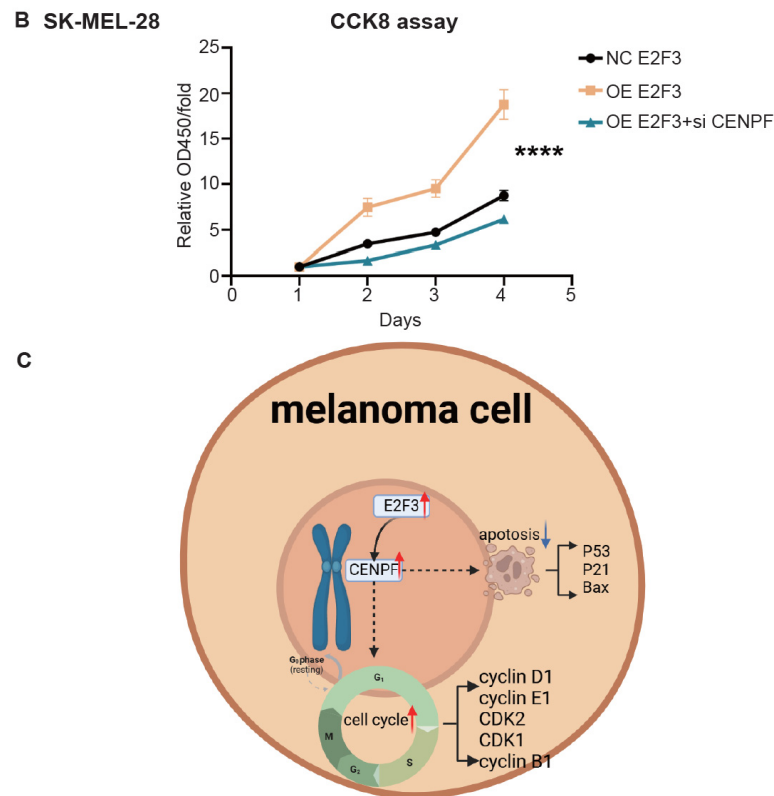 B SK-MEL-28 CCK8 assay
25
20
15
10
5
0
Relative OD450/fold
0 1 2 3 4 5
Days
NC E2F3
OE E2F3
OE E2F3+si CENPF
****
C
melanoma cell
E2F3
CENPF
apotosis
P53
P21
Bax
G₀ phase
(resting)
G₁
cell cycle
M
G₂
S
cyclin D1
cyclin E1
CDK2
CDK1
cyclin B1